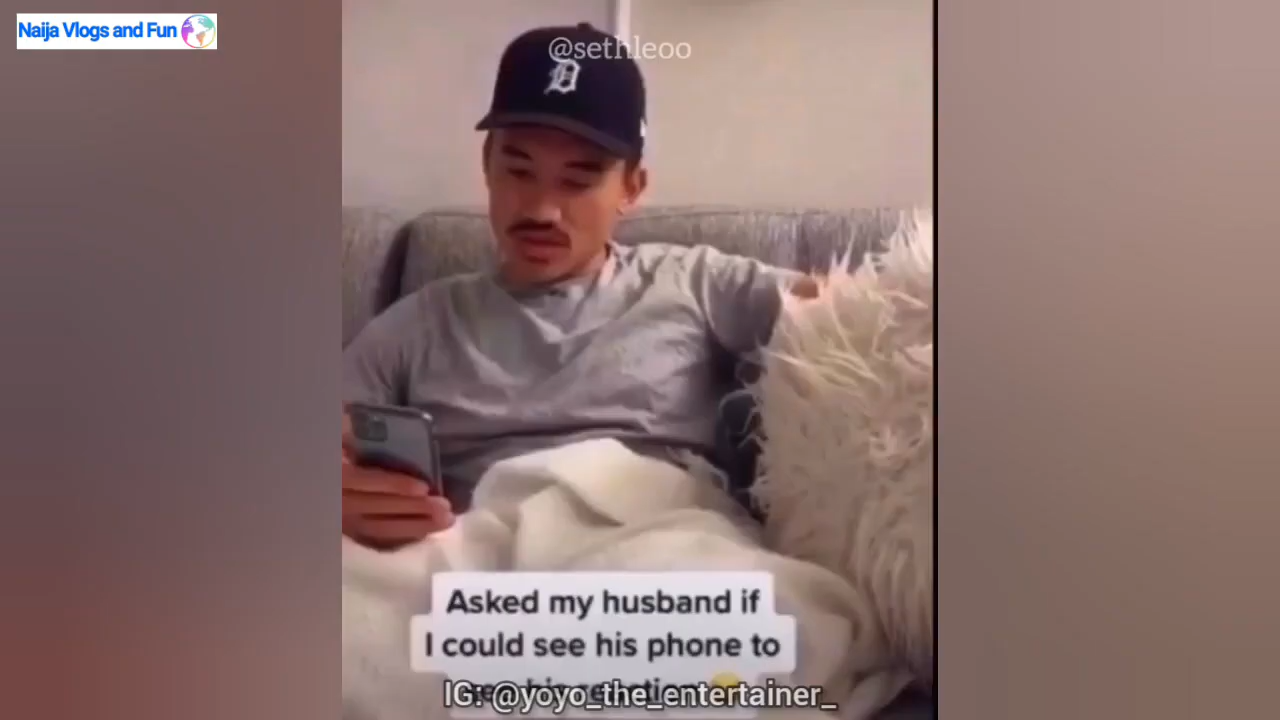 Naija Vlogs and Fun
@sethleoo
D
Asked my husband if
I could see his phone to
IG: @yoyo_the_entertainer_